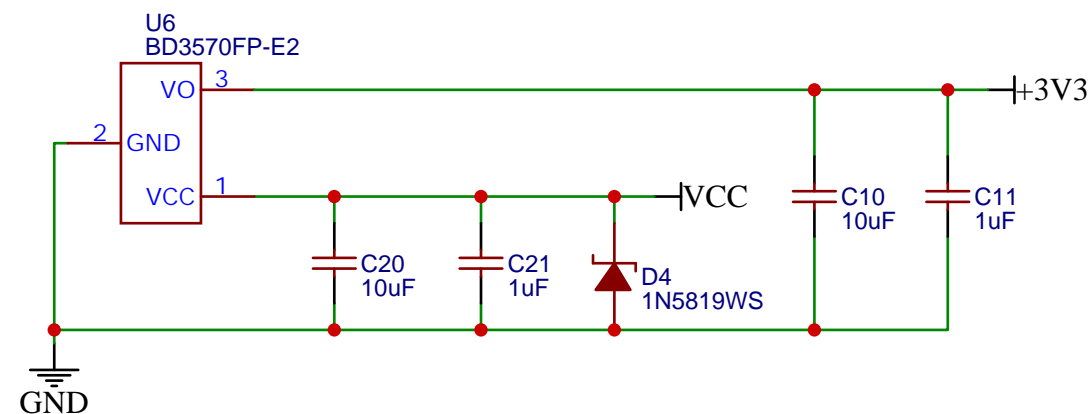 U6
BD3570FP-E2
VO 3
+3V3
2 GND
VCC 1
VCC
C10
10uF
C11
1uF
C20
10uF
C21
1uF
D4
1N5819WS
GND